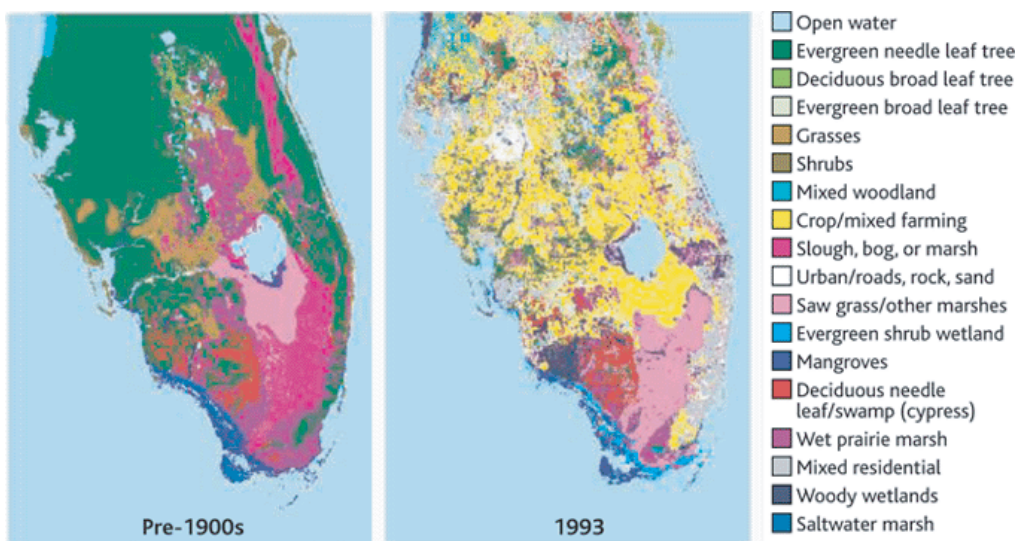 Pre-1900s
1993
Open water
Evergreen needle leaf tree
Deciduous broad leaf tree
Evergreen broad leaf tree
Grasses
Shrubs
Mixed woodland
Crop/mixed farming
Slough, bog, or marsh
Urban/roads, rock, sand
Saw grass/other marshes
Evergreen shrub wetland
Mangroves
Deciduous needle
leaf/swamp (cypress)
Wet prairie marsh
Mixed residential
Woody wetlands
Saltwater marsh